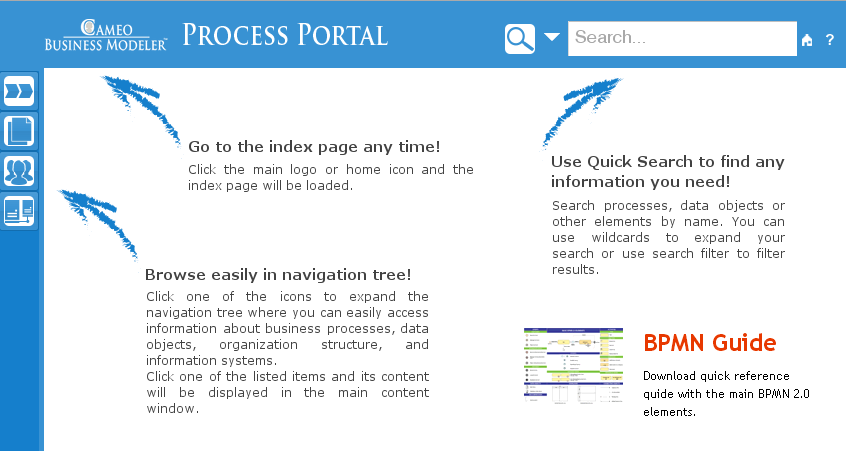 CAMEO
BUSINESS MODELER™
PROCESS PORTAL
Search...
?
Go to the index page any time!
Click the main logo or home icon and the
index page will be loaded.
Use Quick Search to find any
information you need!
Search processes, data objects or
other elements by name. You can
use wildcards to expand your
search or use search filter to filter
results.
Browse easily in navigation tree!
Click one of the icons to expand the
navigation tree where you can easily access
information about business processes, data
objects, organization structure, and
information systems.
Click one of the listed items and its content
will be displayed in the main content
window.
BPMN Guide
Download quick reference
guide with the main BPMN 2.0
elements.